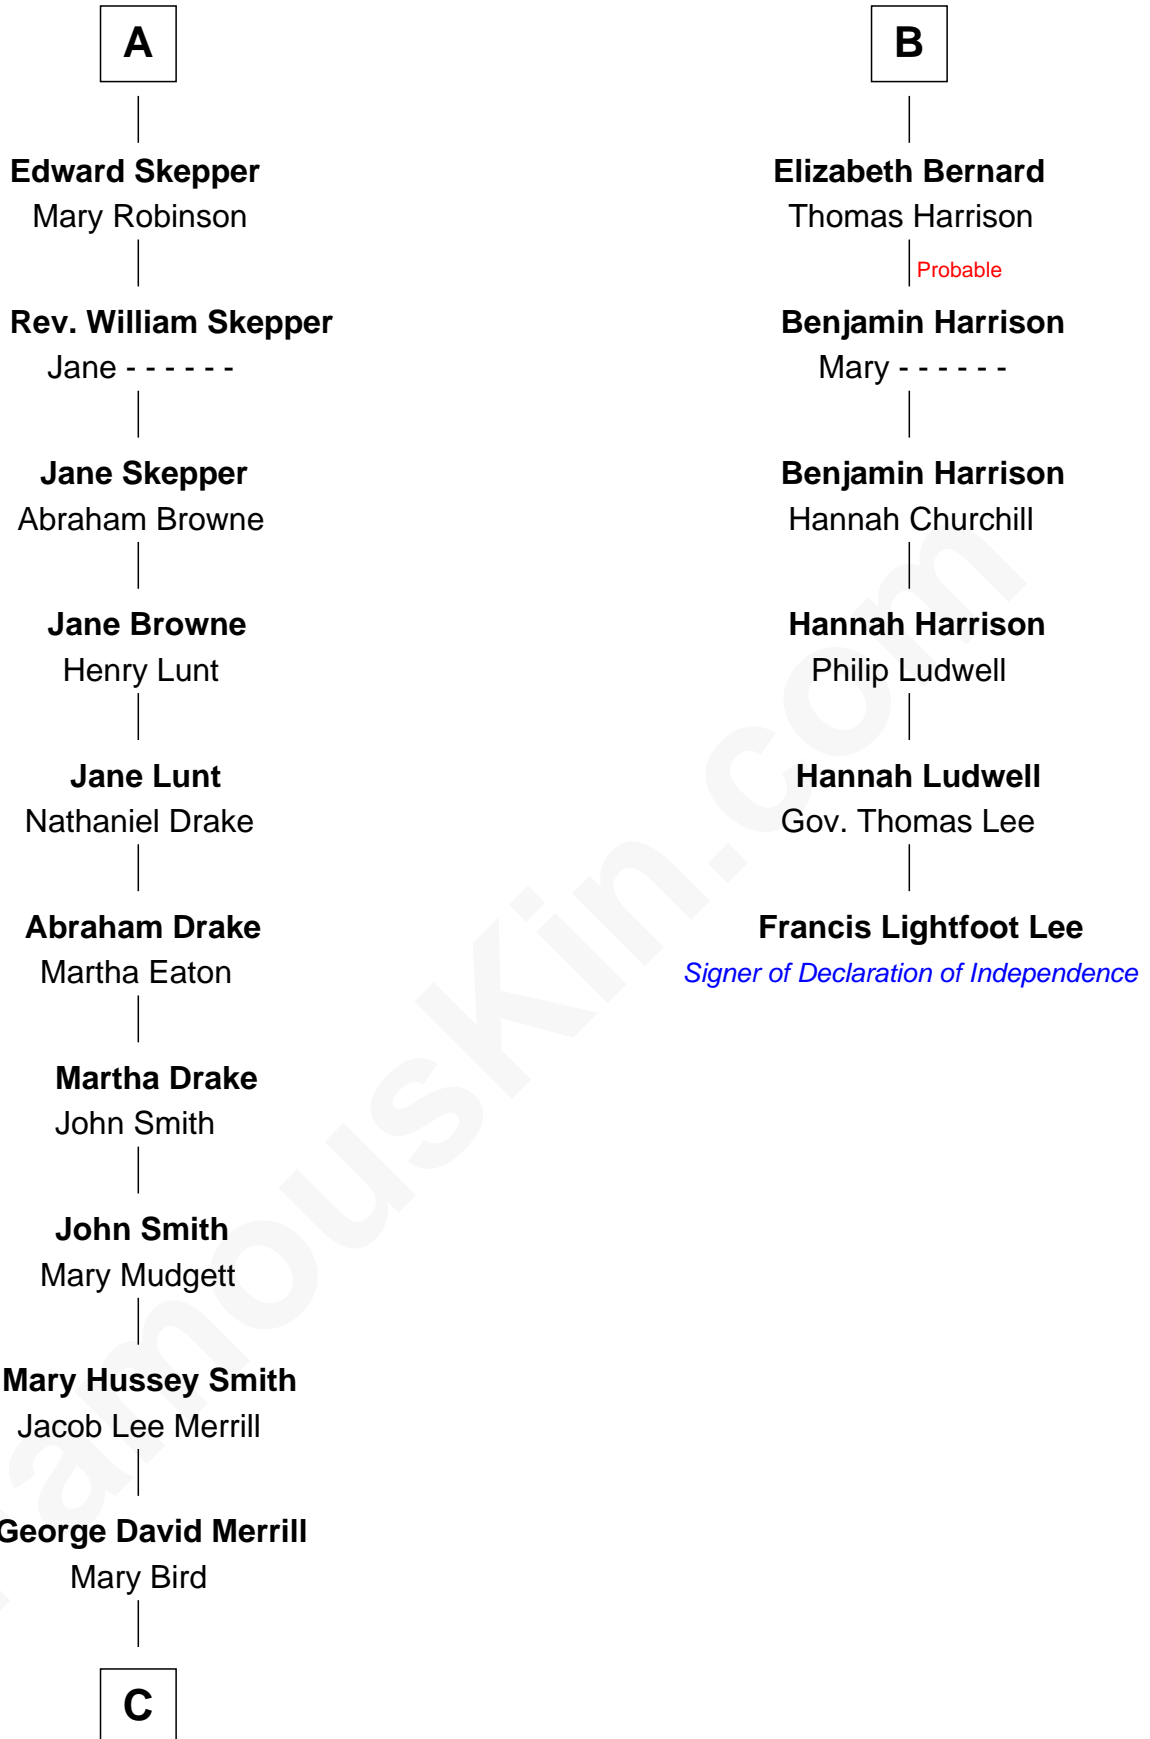 A
Edward Skepper
Mary Robinson
Rev. William Skepper
Jane - - - - - -
Jane Skepper
Abraham Browne
Jane Browne
Henry Lunt
Jane Lunt
Nathaniel Drake
Abraham Drake
Martha Eaton
Martha Drake
John Smith
John Smith
Mary Mudgett
Mary Hussey Smith
Jacob Lee Merrill
George David Merrill
Mary Bird
C
B
Elizabeth Bernard
Thomas Harrison
Probable
Benjamin Harrison
Mary - - - - - -
Benjamin Harrison
Hannah Churchill
Hannah Harrison
Philip Ludwell
Hannah Ludwell
Gov. Thomas Lee
Francis Lightfoot Lee
Signer of Declaration of Independence
FamousKin.com